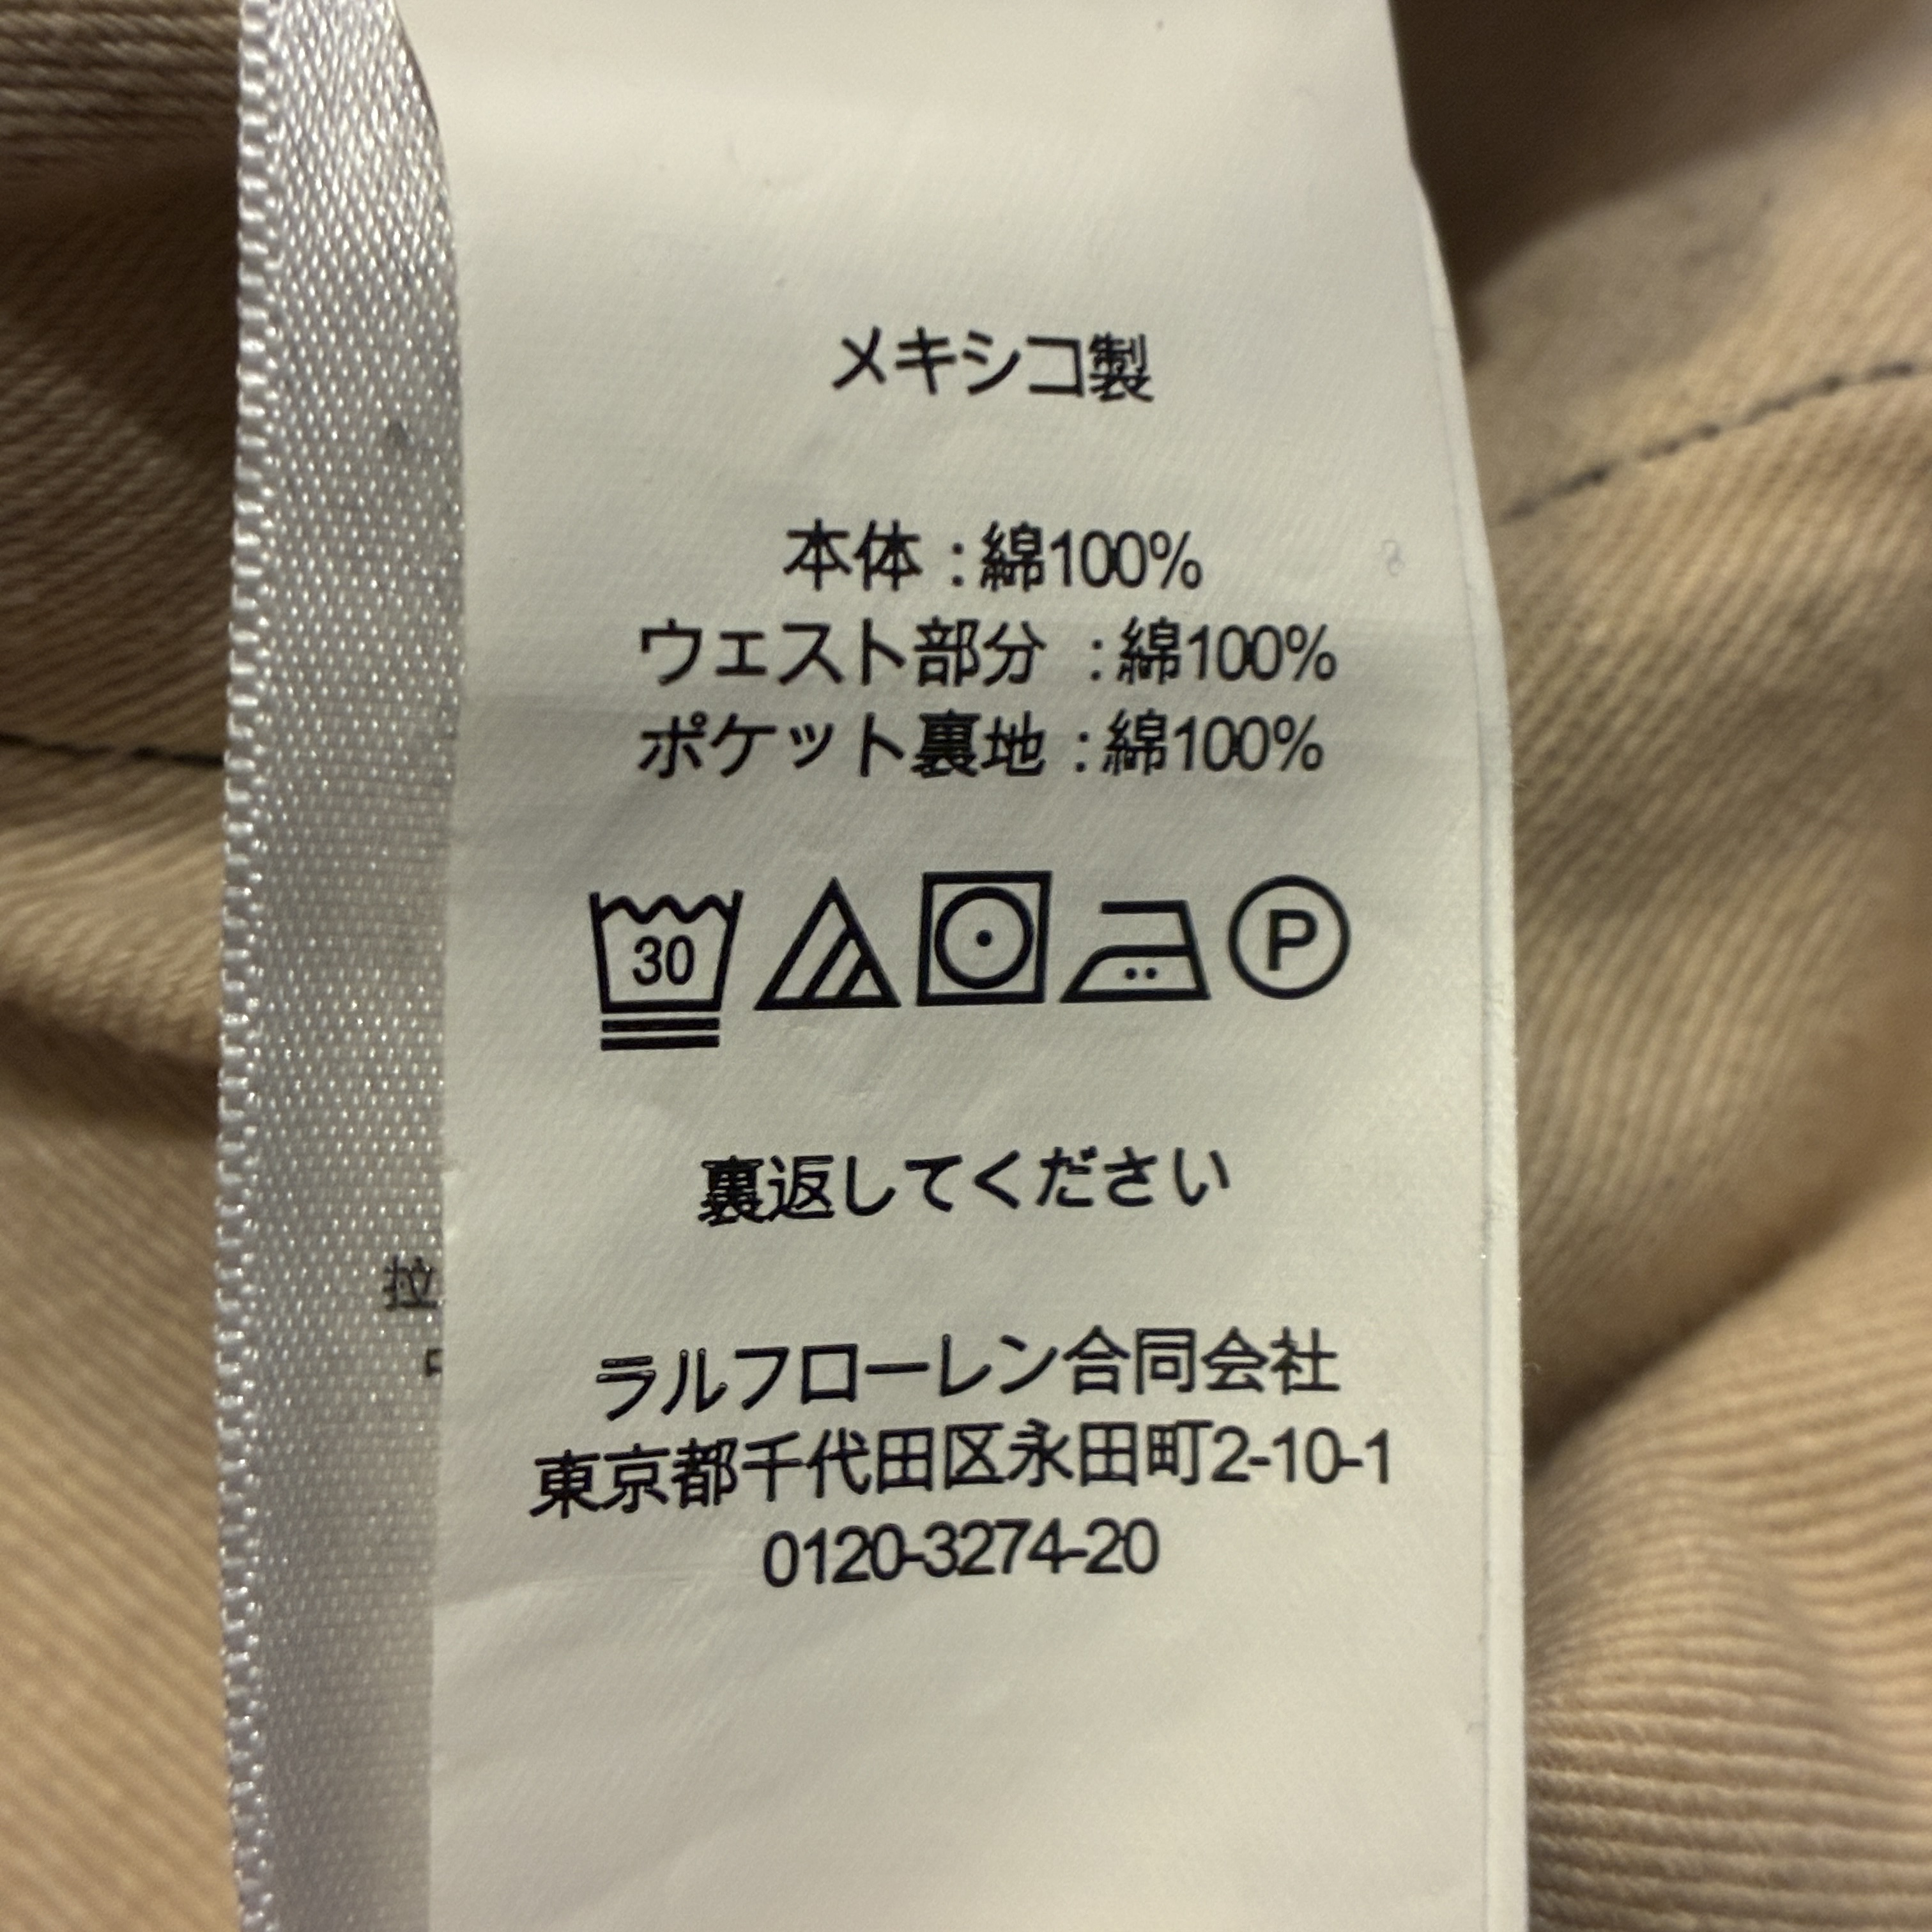 メキシコ製
本体 : 綿100%
ウェスト部分 : 綿100%
ポケット裏地 : 綿100%
30
P
裏返してください
拉
ラルフローレン合同会社
東京都千代田区永田町2-10-1
0120-3274-20